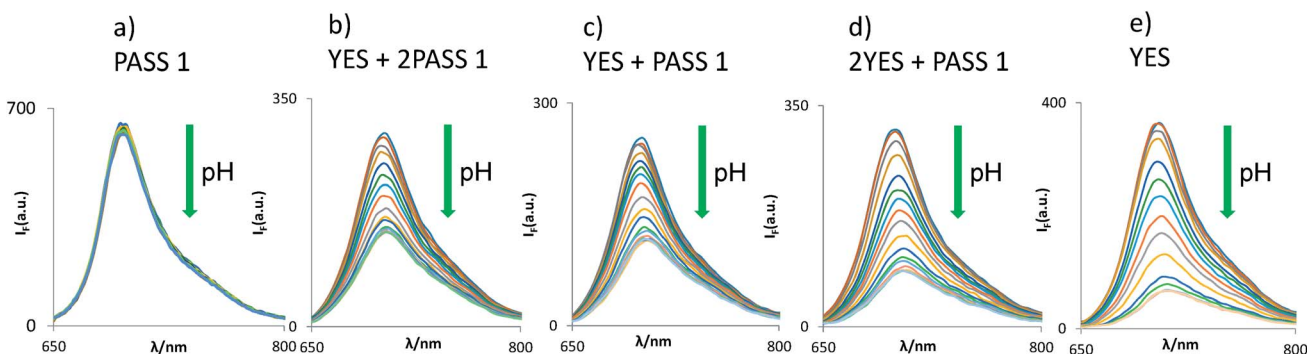 a)
PASS 1
700
pH
I_F(a.u.)
0
650
λ/nm
800
b)
YES + 2PASS 1
350
pH
I_F(a.u.)
0
650
λ/nm
800
c)
YES + PASS 1
300
pH
I_F(a.u.)
0
650
λ/nm
800
d)
2YES + PASS 1
350
pH
I_F(a.u.)
0
650
λ/nm
800
e)
YES
400
pH
I_F(a.u.)
0
650
λ/nm
800